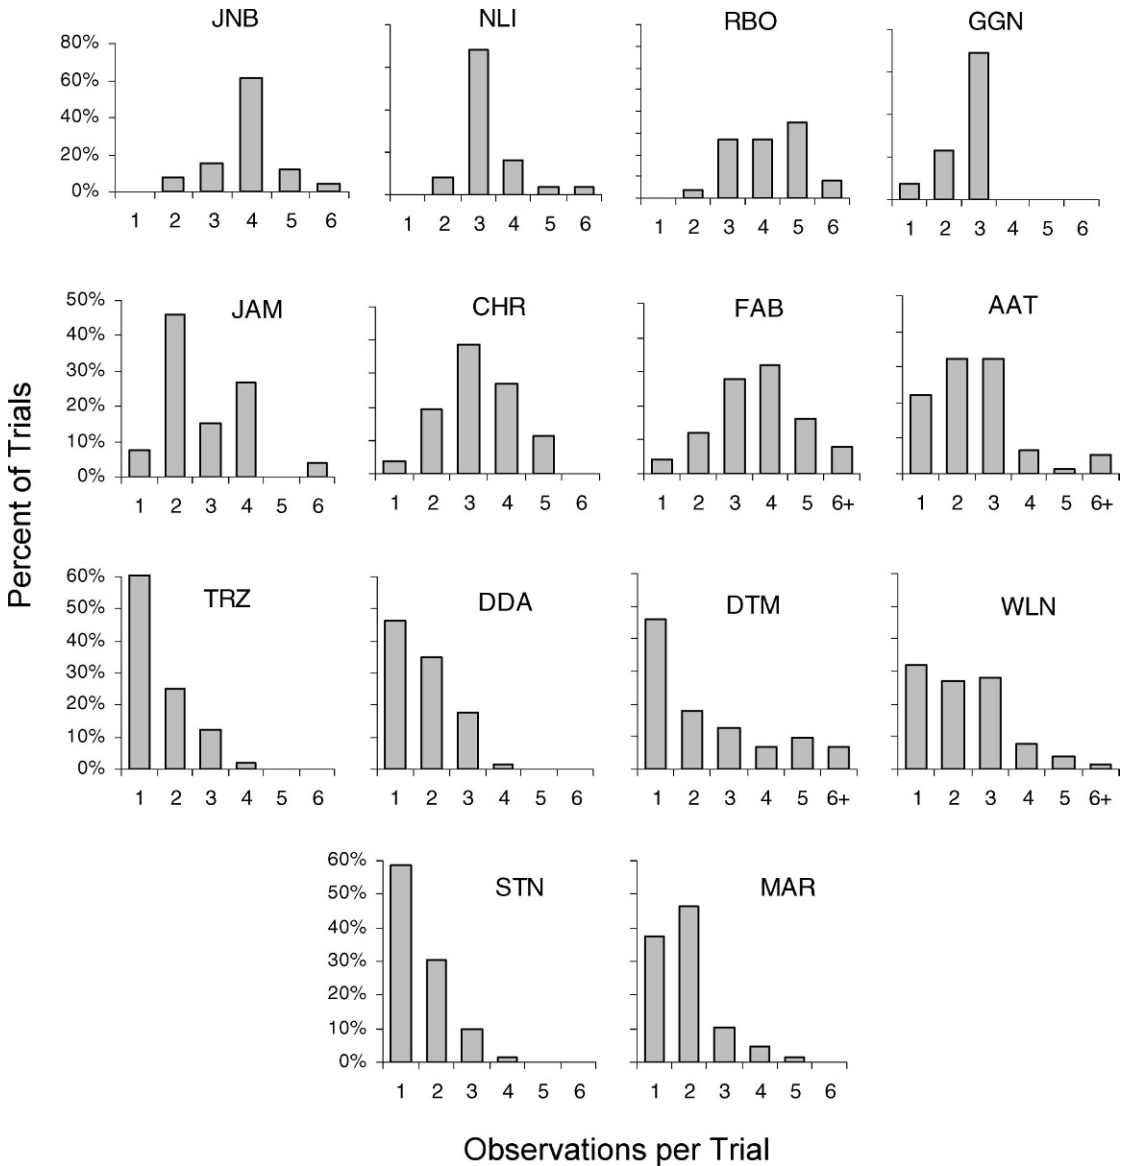 JNB NLI RBO GGN
80%
60%
40%
20%
0%
1 2 3 4 5 6 1 2 3 4 5 6 1 2 3 4 5 6 1 2 3 4 5 6
50%
40%
30%
20%
10%
0%
JAM CHR FAB AAT
1 2 3 4 5 6 1 2 3 4 5 6 1 2 3 4 5 6+ 1 2 3 4 5 6+
Percent of Trials
60%
50%
40%
30%
20%
10%
0%
TRZ DDA DTM WLN
1 2 3 4 5 6 1 2 3 4 5 6 1 2 3 4 5 6+ 1 2 3 4 5 6+
60%
50%
40%
30%
20%
10%
0%
STN MAR
1 2 3 4 5 6 1 2 3 4 5 6
Observations per Trial